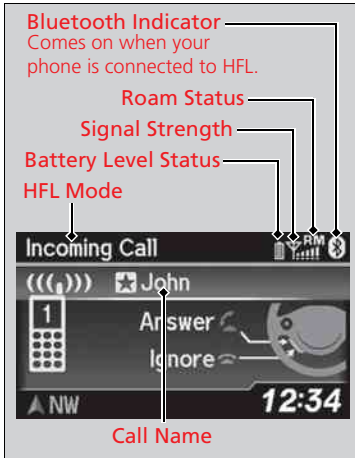 Bluetooth Indicator
Comes on when your
phone is connected to HFL.
Roam Status
Signal Strength
Battery Level Status
HFL Mode
Incoming Call RM
John
1
Answer
Ignore
NW 12:34
Call Name